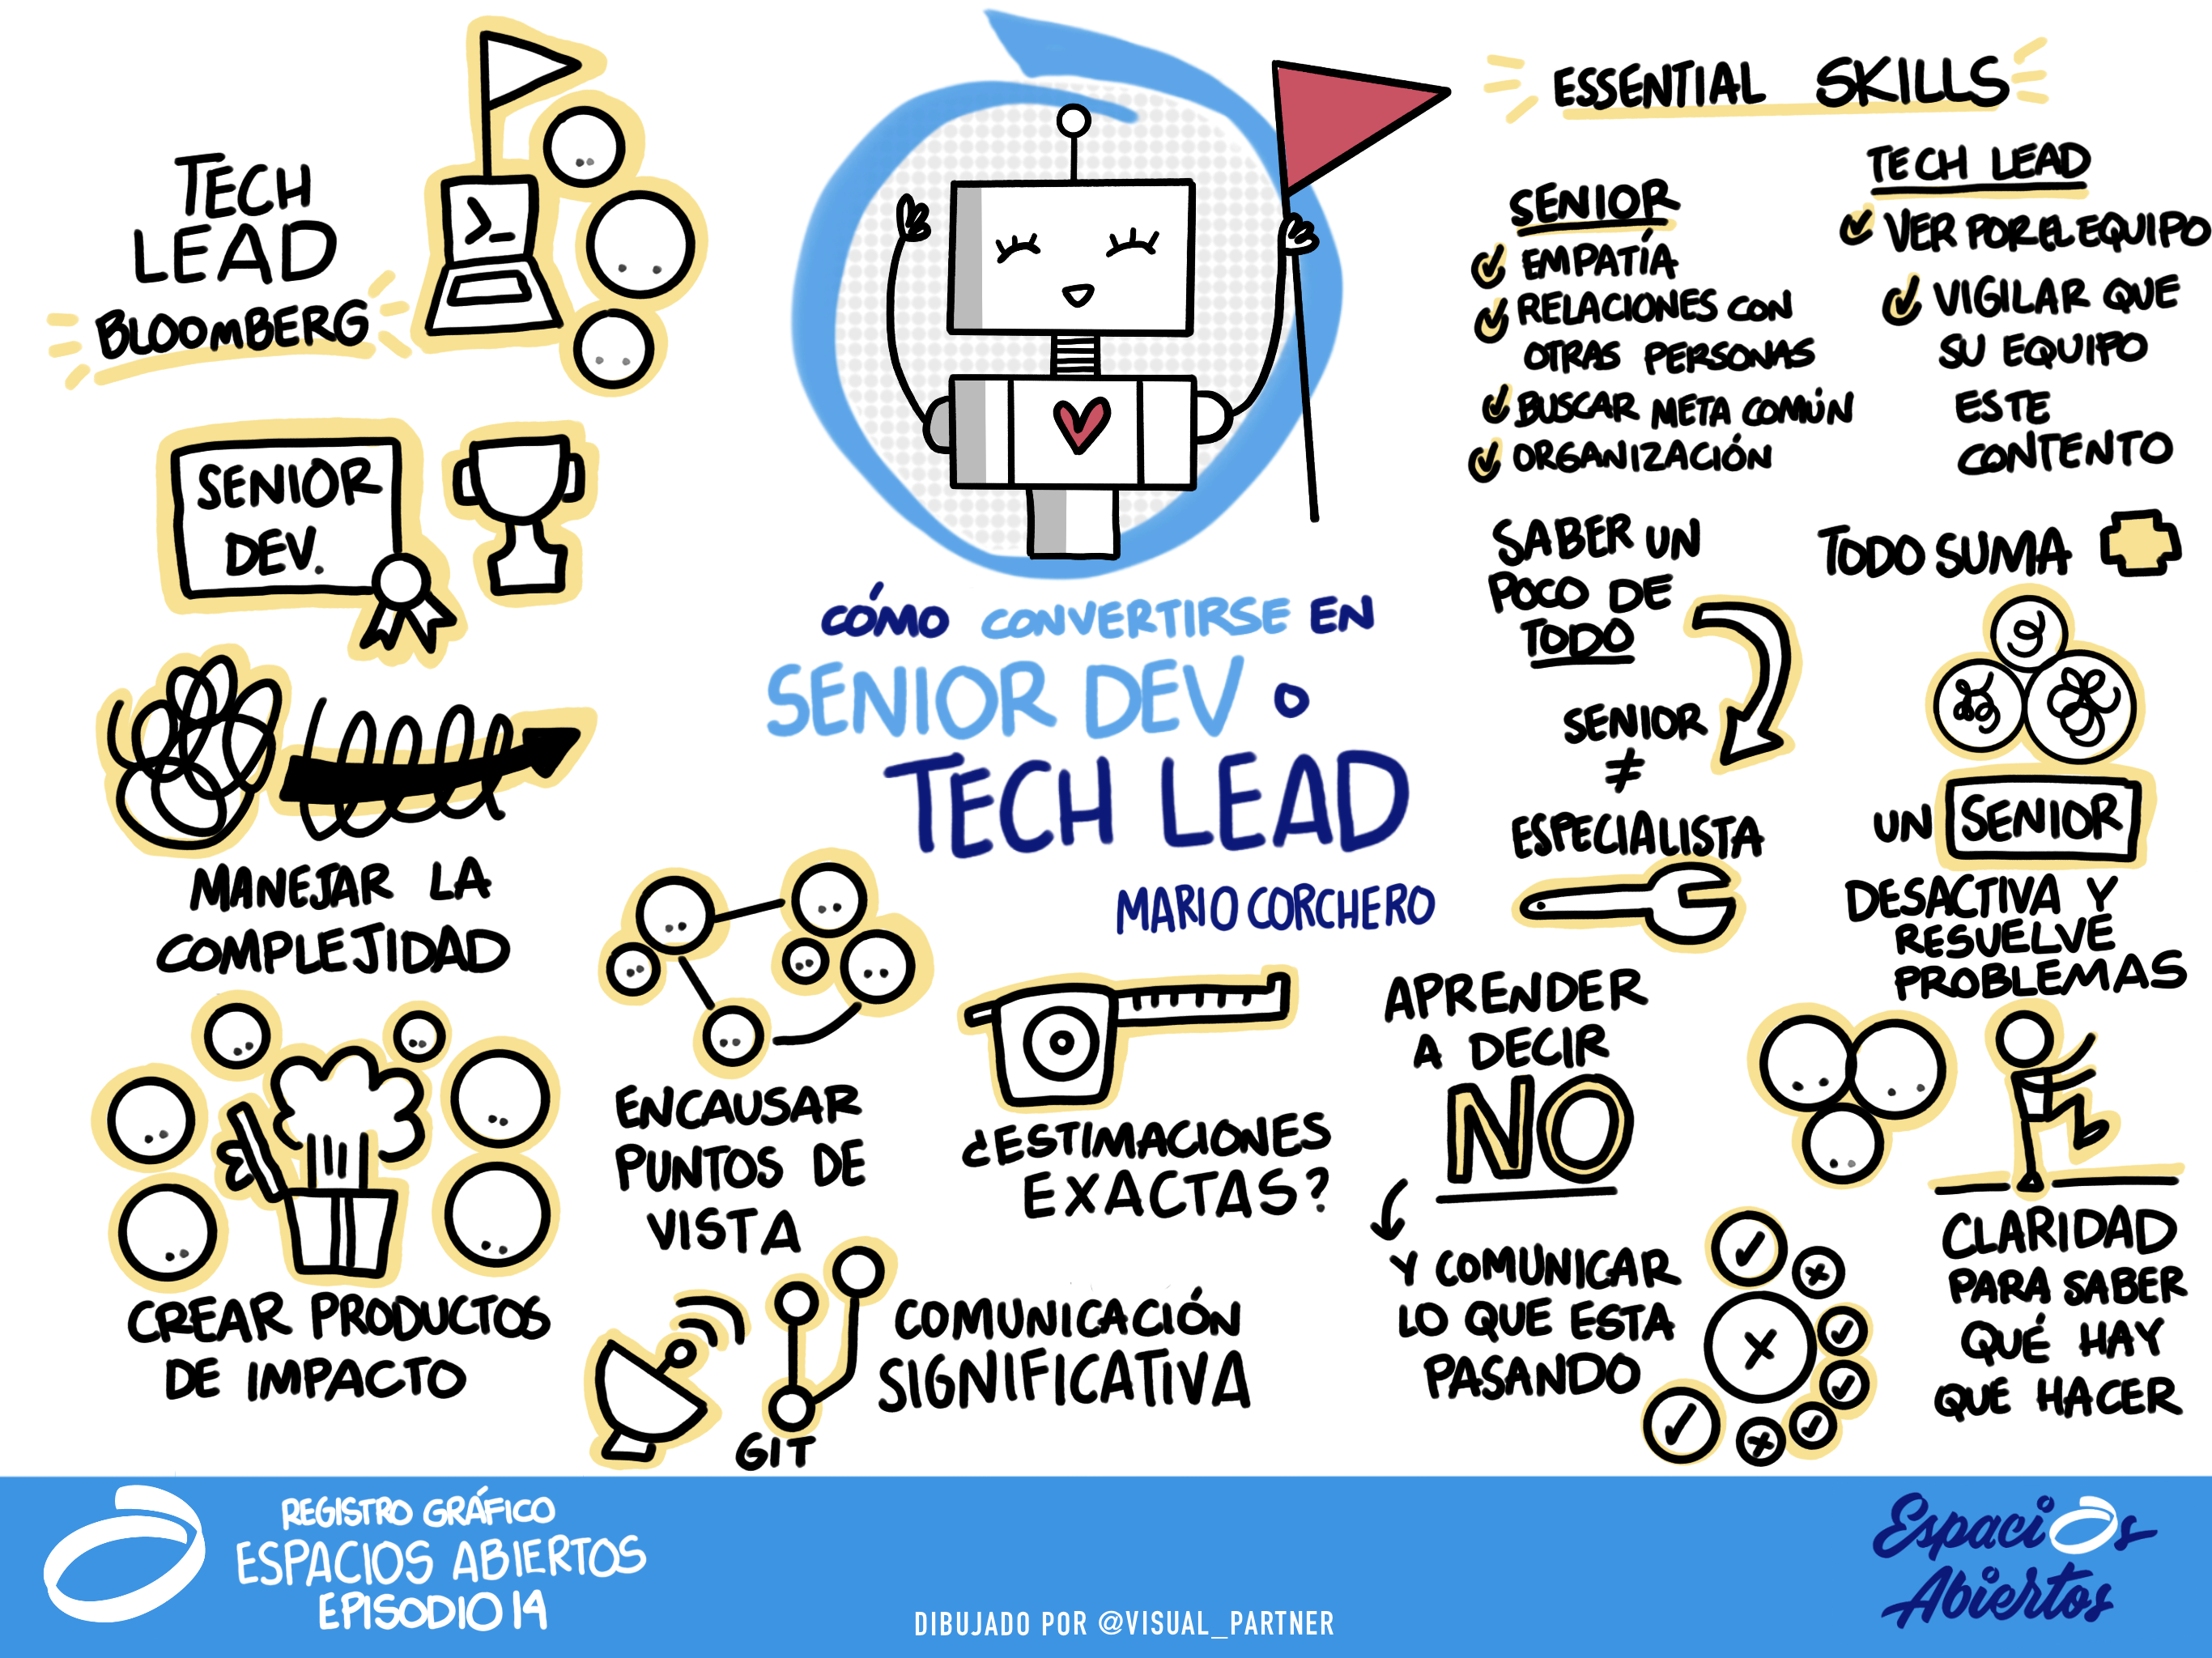 TECH
LEAD
BLOOMBERG
SENIOR
DEV.
MANEJAR LA
COMPLEJIDAD
CREAR PRODUCTOS
DE IMPACTO
CÓMO CONVERTIRSE EN
SENIOR DEV O
TECH LEAD
MARIO CORCHERO
ENCAUSAR
PUNTOS DE
VISTA
¿ESTIMACIONES
EXACTAS?
GIT
COMUNICACIÓN
SIGNIFICATIVA
ESSENTIAL SKILLS
SENIOR
EMPATÍA
RELACIONES CON
OTRAS PERSONAS
BUSCAR META COMÚN
ORGANIZACIÓN
TECH LEAD
VER POR EL EQUIPO
VIGILAR QUE
SU EQUIPO
ESTE
CONTENTO
SABER UN
POCO DE
TODO
SENIOR
≠
ESPECIALISTA
TODO SUMA
UN SENIOR
DESACTIVA Y
RESUELVE
PROBLEMAS
APRENDER
A DECIR
NO
Y COMUNICAR
LO QUE ESTA
PASANDO
CLARIDAD
PARA SABER
QUÉ HAY
QUE HACER
REGISTRO GRÁFICO
ESPACIOS ABIERTOS
EPISODIO 14
DIBUJADO POR @VISUAL_PARTNER
Espacios
Abiertos